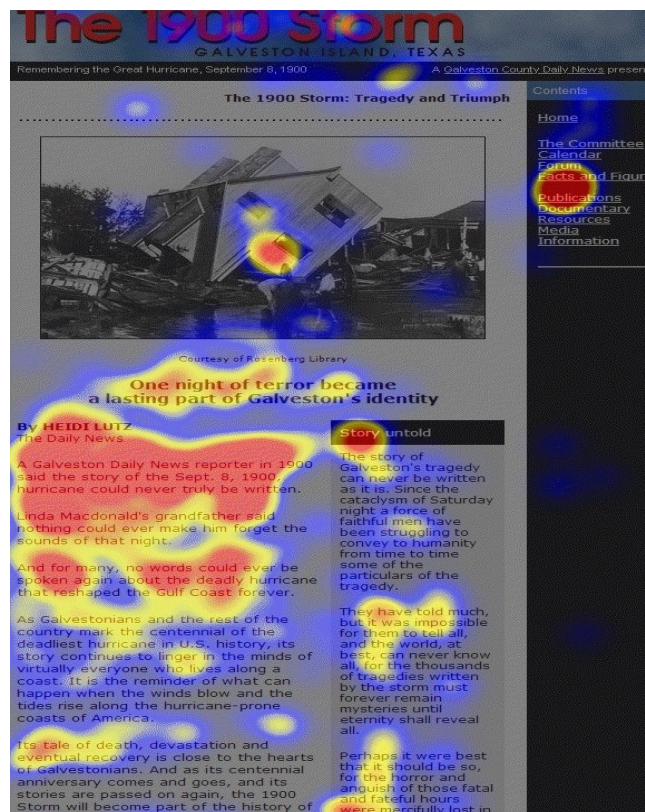 The 1900 Storm
GALVESTON ISLAND, TEXAS
Remembering the Great Hurricane, September 8, 1900
A Galveston County Daily News presen
The 1900 Storm: Tragedy and Triumph
Contents
Home
The Committee
Calendar
Forum
Facts and Figur
Publications
Documentary
Resources
Media
Information
Courtesy of Rosenberg Library
One night of terror became
a lasting part of Galveston's identity
By HEIDI LUTZ
The Daily News
A Galveston Daily News reporter in 1900
said the story of the Sept. 8, 1900,
hurricane could never truly be written.
Linda Macdonald's grandfather said
nothing could ever make him forget the
sounds of that night.
And for many, no words could ever be
spoken again about the deadly hurricane
that reshaped the Gulf Coast forever.
As Galvestonians and the rest of the
country mark the centennial of the
deadliest hurricane in U.S. history, its
story continues to linger in the minds of
virtually everyone who lives along a
coast. It is the reminder of what can
happen when the winds blow and the
tides rise along the hurricane-prone
coasts of America.
Its tale of death, devastation and
eventual recovery is close to the hearts
of Galvestonians. And as its centennial
anniversary comes and goes, and its
stories are passed on again, the 1900
Storm will become part of the history of
Story untold
The story of
Galveston's tragedy
can never be written
as it is. Since the
cataclysm of Saturday
night a force of
faithful men have
been struggling to
convey to humanity
from time to time
some of the
particulars of the
tragedy.
They have told much,
but it was impossible
for them to tell all,
and the world, at
best, can never know
all, for the thousands
of tragedies written
by the storm must
forever remain
mysteries until
eternity shall reveal
all.
Perhaps it were best
that it should be so,
for the horror and
anguish of those fatal
and fateful hours
were mercifully lost in